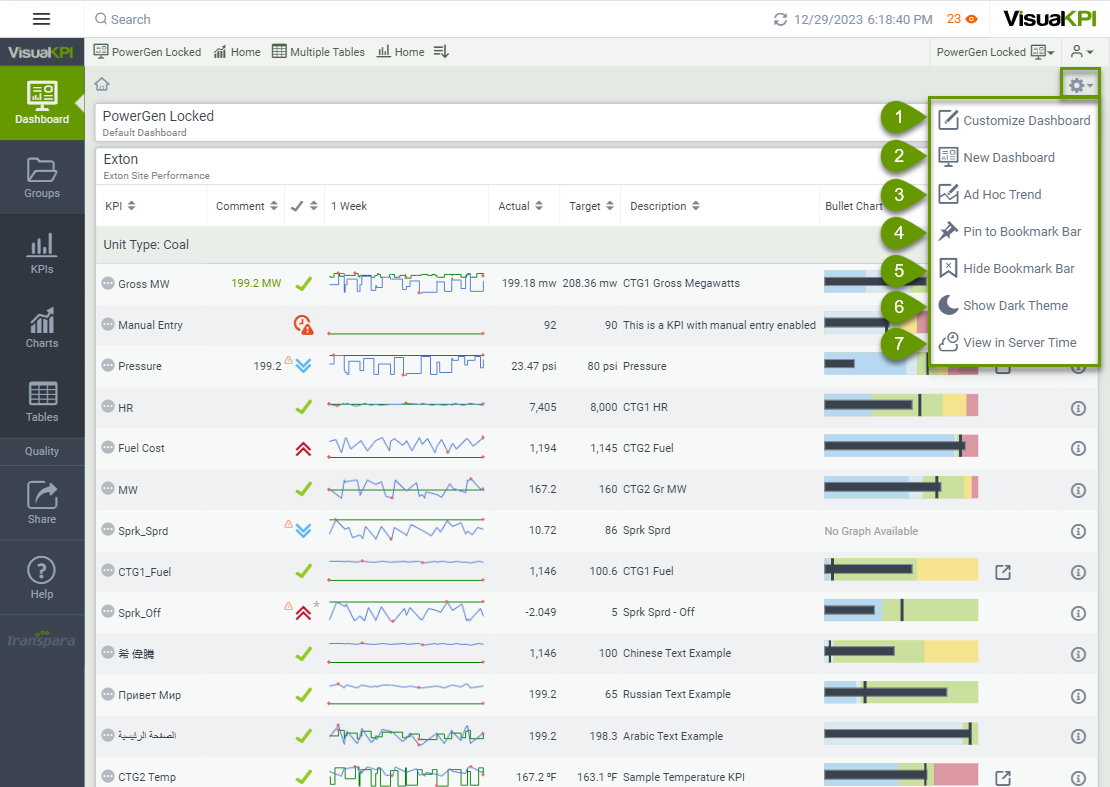 Search
12/29/2023 6:18:40 PM
23
VisualKPI
VisualKPI
PowerGen Locked
Home
Multiple Tables
Home
PowerGen Locked
Dashboard
Groups
KPIs
Charts
Tables
Quality
Share
Help
Transpara
PowerGen Locked
Default Dashboard
1 Customize Dashboard
2 New Dashboard
3 Ad Hoc Trend
4 Pin to Bookmark Bar
5 Hide Bookmark Bar
6 Show Dark Theme
7 View in Server Time
Exton
Exton Site Performance
KPI Comment 1 Week Actual Target Description Bullet Chart
Unit Type: Coal
Gross MW 199.2 MW 199.18 mw 208.36 mw CTG1 Gross Megawatts
Manual Entry 92 90 This is a KPI with manual entry enabled
Pressure 199.2 23.47 psi 80 psi Pressure
HR 7,405 8,000 CTG1 HR
Fuel Cost 1,194 1,145 CTG2 Fuel
MW 167.2 160 CTG2 Gr MW
Sprk_Sprd 10.72 86 Sprk Sprd No Graph Available
CTG1_Fuel 1,146 100.6 CTG1 Fuel
Sprk_Off * -2.049 5 Sprk Sprd - Off
希 偉騰 1,146 100 Chinese Text Example
Привет Мир 199.2 65 Russian Text Example
الصفحة الرئيسية 199.2 198.3 Arabic Text Example
CTG2 Temp 167.2 ºF 163.1 ºF Sample Temperature KPI